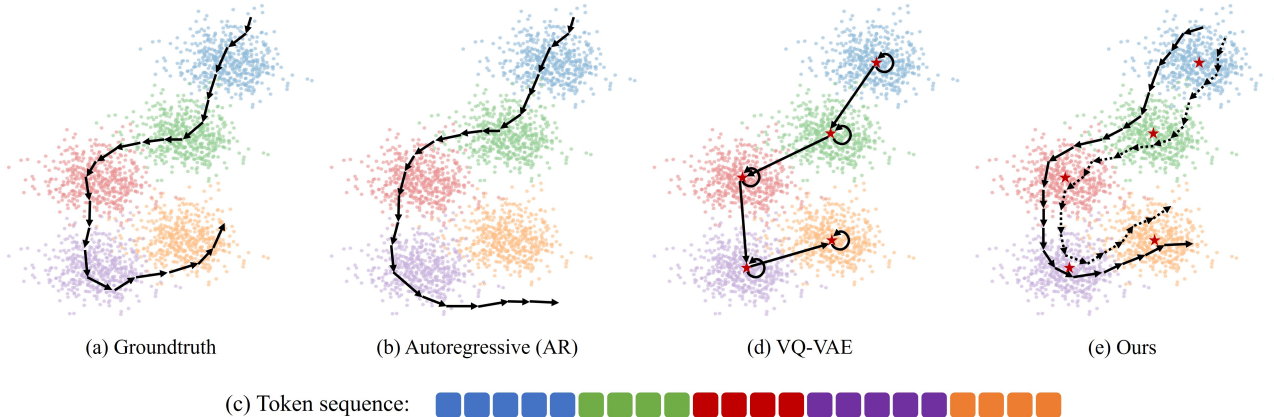 (a) Groundtruth
(b) Autoregressive (AR)
(d) VQ-VAE
(e) Ours
(c) Token sequence: